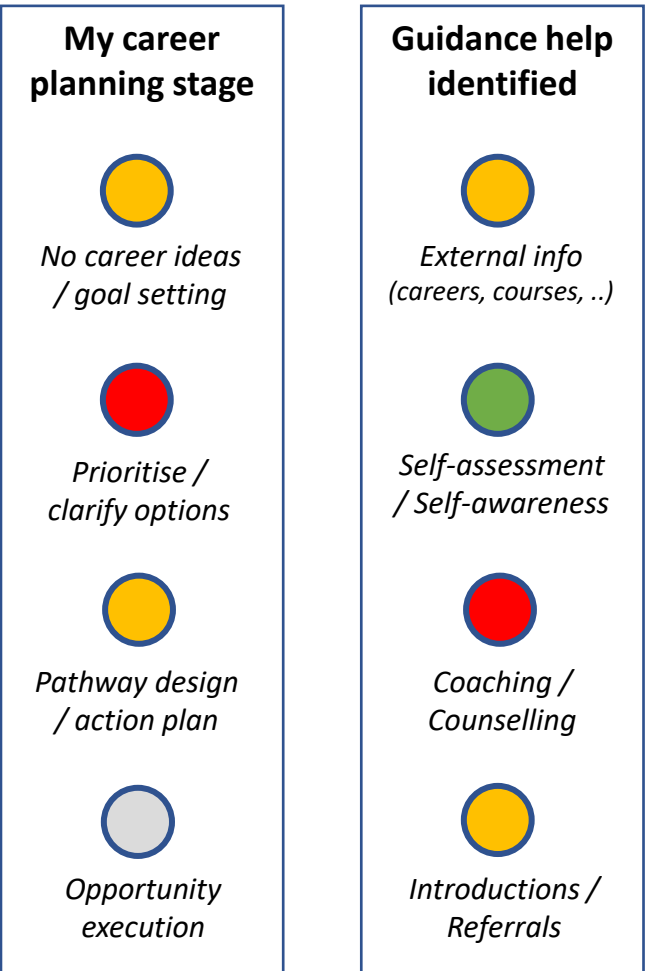 My career
planning stage
No career ideas
/ goal setting
Prioritise /
clarify options
Pathway design
/ action plan
Opportunity
execution
Guidance help
identified
External info
(careers, courses, ..)
Self-assessment
/ Self-awareness
Coaching /
Counselling
Introductions /
Referrals